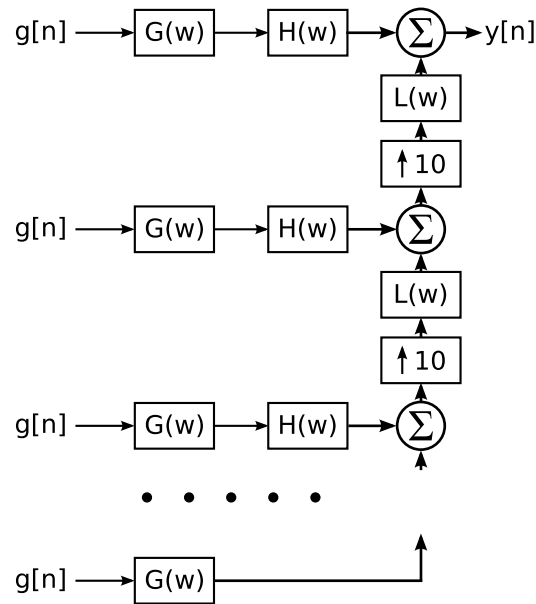 g[n] G(w) H(w) Σ y[n]
L(w)
↑ 10
g[n] G(w) H(w) Σ
L(w)
↑ 10
g[n] G(w) H(w) Σ
g[n] G(w)